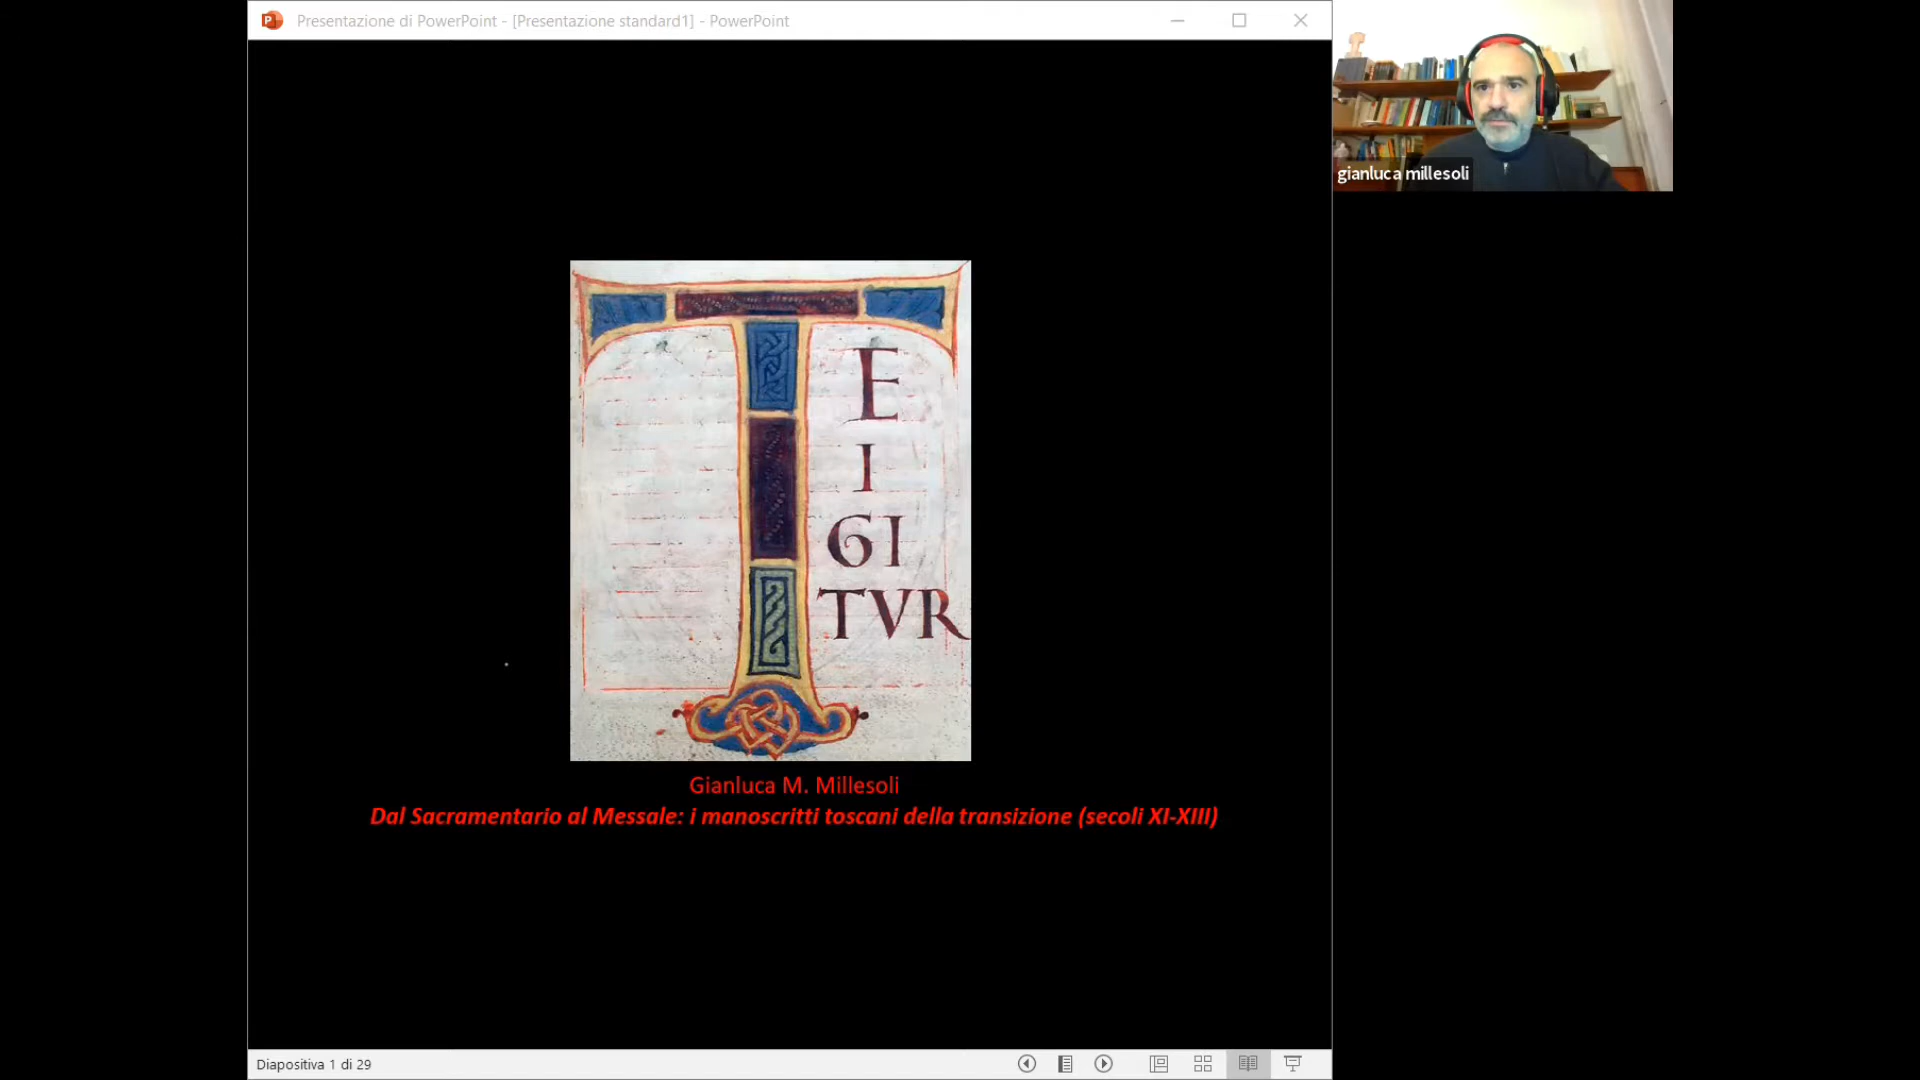 Presentazione di PowerPoint - [Presentazione standard1] - PowerPoint
gianluca millesoli
T
E
I
GI
TVR
Gianluca M. Millesoli
Dal Sacramentario al Messale: i manoscritti toscani della transizione (secoli XI-XIII)
Diapositiva 1 di 29